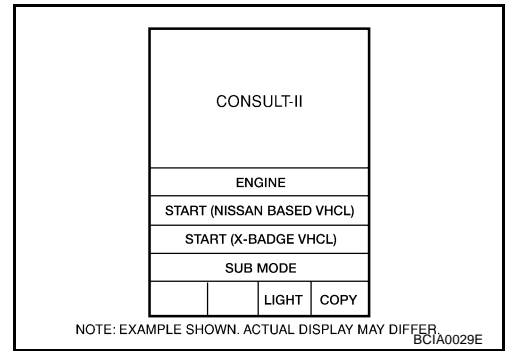 CONSULT-II
ENGINE
START (NISSAN BASED VHCL)
START (X-BADGE VHCL)
SUB MODE
LIGHT COPY
NOTE: EXAMPLE SHOWN. ACTUAL DISPLAY MAY DIFFER.
BCIA0029E